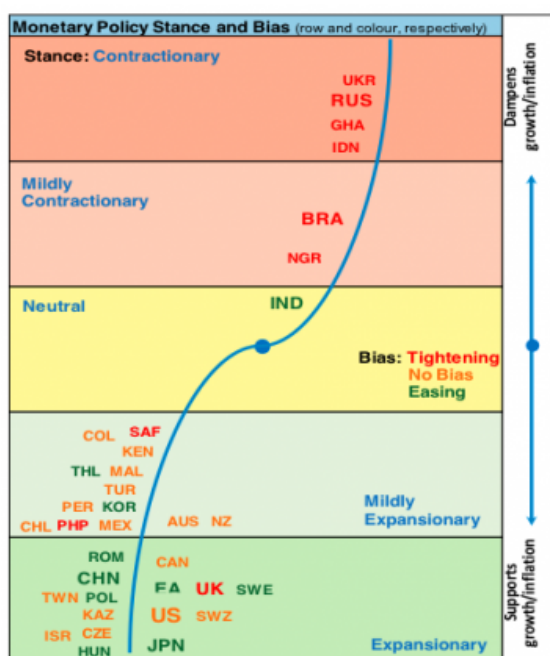 Monetary Policy Stance and Bias (row and colour, respectively)
Stance: Contractionary
UKR
RUS
GHA
IDN
Mildly
Contractionary
BRA
NGR
Neutral
IND
Bias: Tightening
No Bias
Easing
COL SAF
KEN
THL MAL
TUR
PER KOR
CHL PHP MEX AUS NZ
Mildly
Expansionary
ROM CAN
CHN
EA UK SWE
TWN POL
KAZ US SWZ
ISR CZE
HUN JPN
Expansionary
Dampens
growth/inflation
Supports
growth/inflation